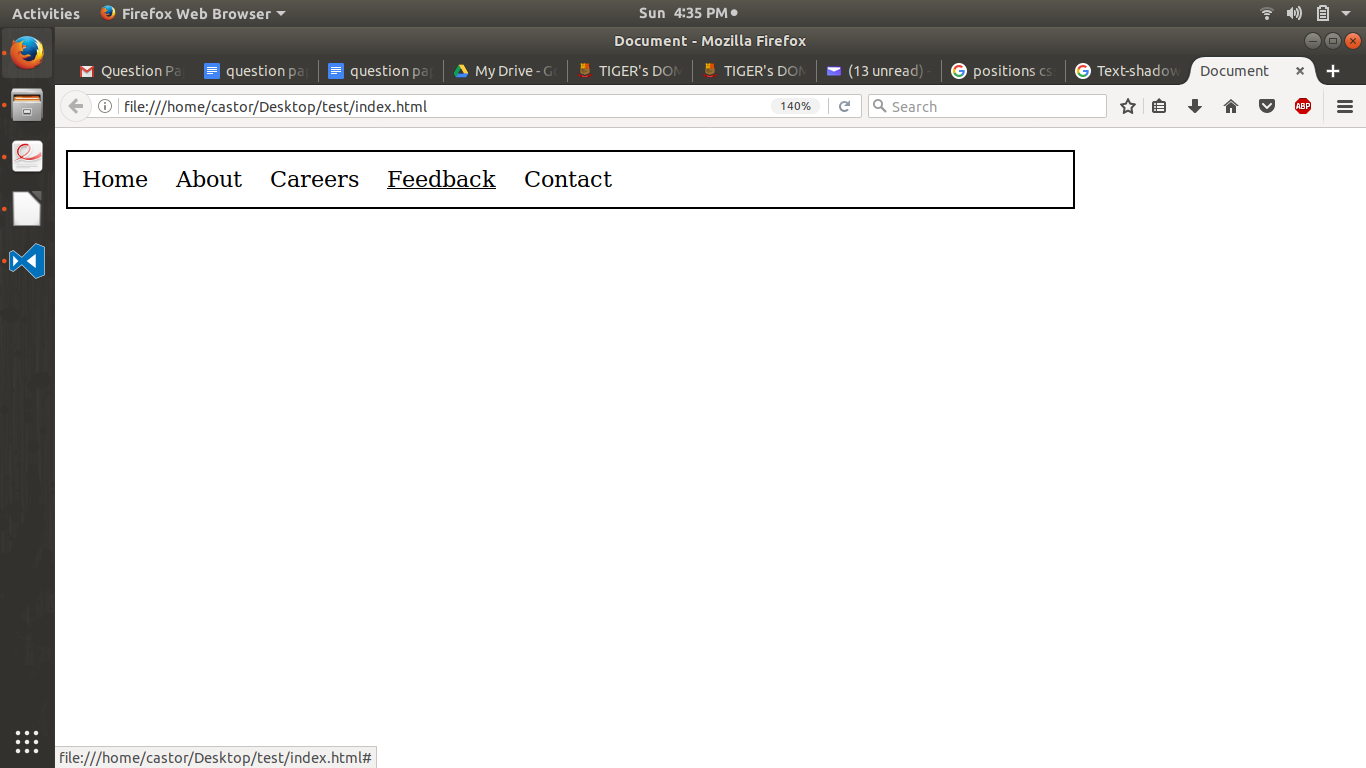 Activities Firefox Web Browser Sun 4:35 PM
Document - Mozilla Firefox
Question Pa question pa question pa My Drive - Go TIGER's DOM TIGER's DOM (13 unread) - positions cs Text-shadow Document
file:///home/castor/Desktop/test/index.html 140% Search ABP
Home About Careers Feedback Contact
file:///home/castor/Desktop/test/index.html#